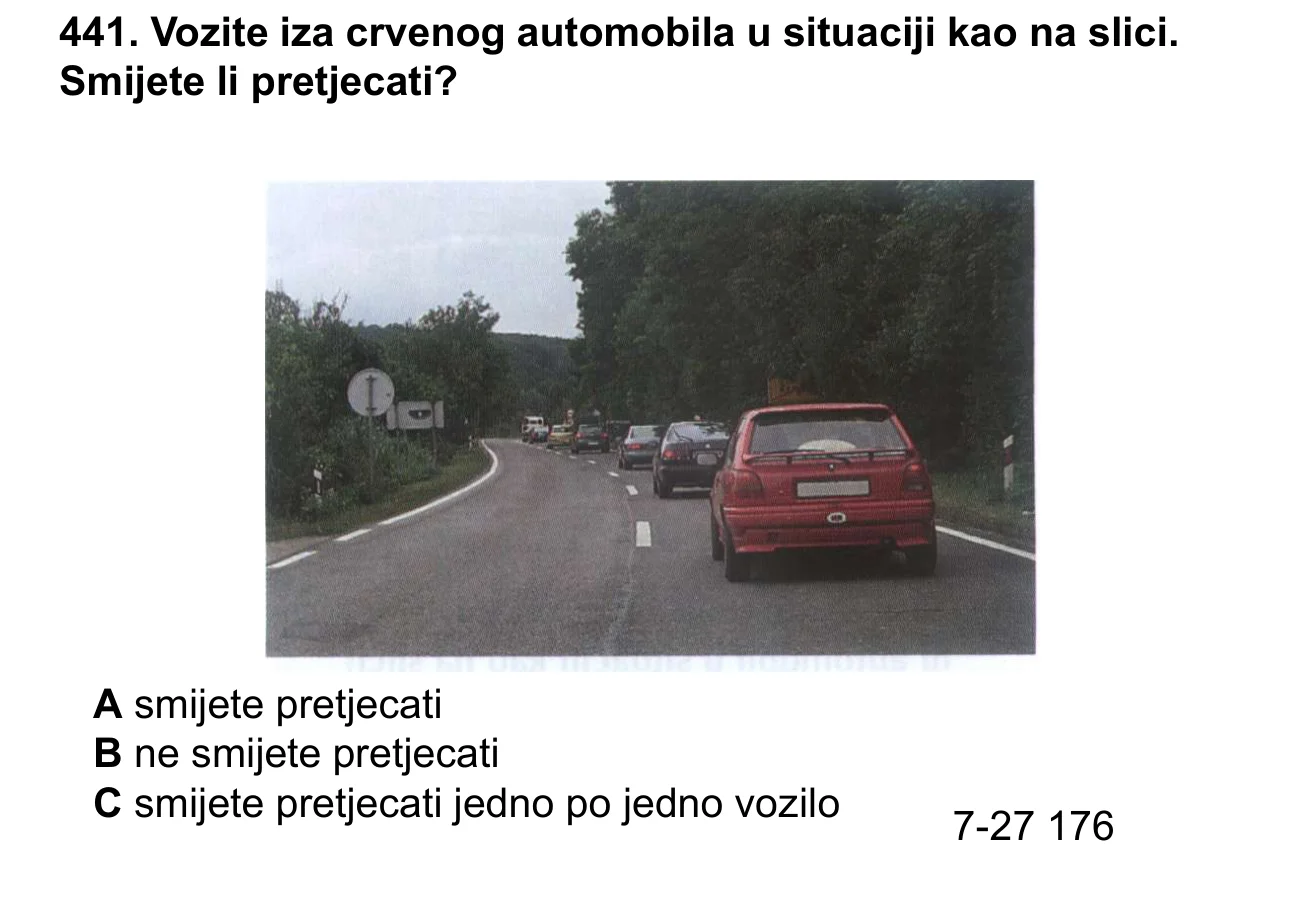 441. Vozite iza crvenog automobila u situaciji kao na slici.
Smijete li pretjecati?
A smijete pretjecati
B ne smijete pretjecati
C smijete pretjecati jedno po jedno vozilo
7-27 176